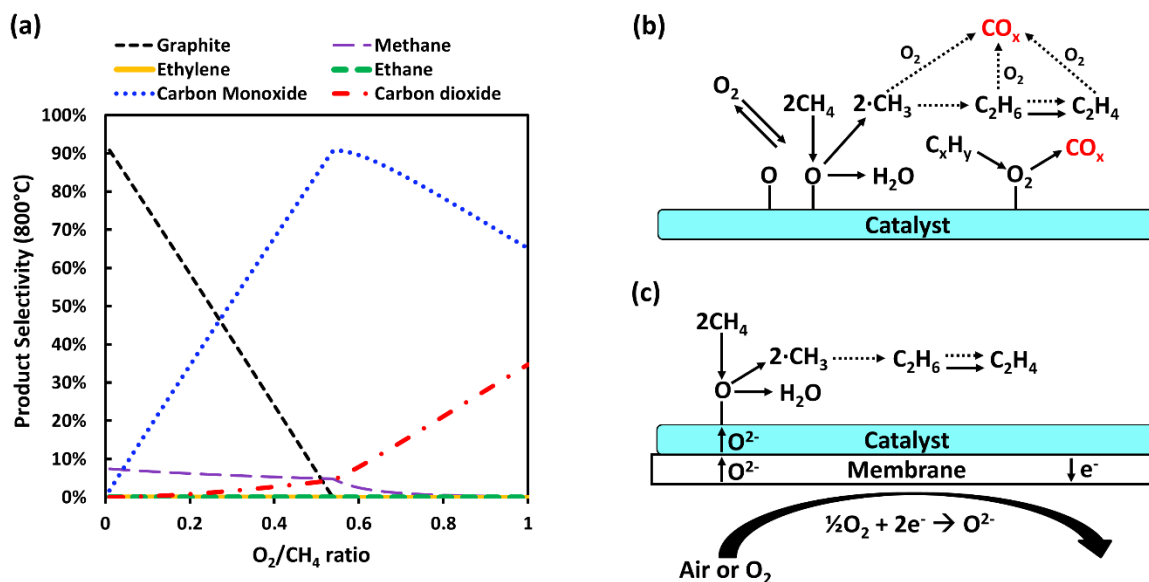 (a)
Graphite
Methane
Ethylene
Ethane
Carbon Monoxide
Carbon dioxide
Product Selectivity (800°C)
100%
90%
80%
70%
60%
50%
40%
30%
20%
10%
0%
0
0.2
0.4
0.6
0.8
1
O₂/CH₄ ratio
(b)
COₓ
O₂
O₂
O₂
O₂
2CH₄
2·CH₃
C₂H₆
C₂H₄
CₓHᵧ
COₓ
O
O
H₂O
O₂
Catalyst
(c)
2CH₄
2·CH₃
C₂H₆
C₂H₄
O
H₂O
O²⁻
Catalyst
O²⁻
Membrane
e⁻
½O₂ + 2e⁻ → O²⁻
Air or O₂